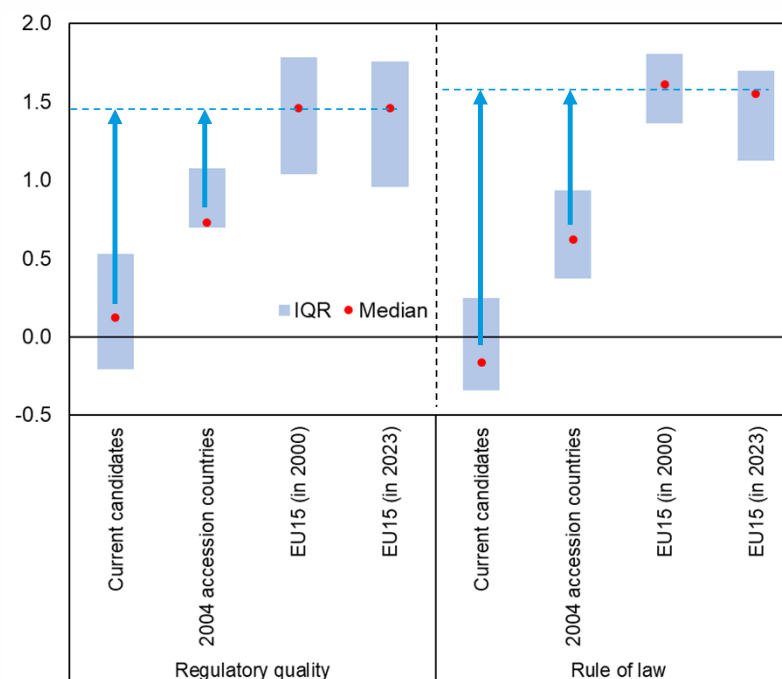 2.0
1.5
1.0
0.5
0.0
-0.5
IQR
Median
Current candidates
2004 accession countries
EU15 (in 2000)
EU15 (in 2023)
Current candidates
2004 accession countries
EU15 (in 2000)
EU15 (in 2023)
Regulatory quality
Rule of law